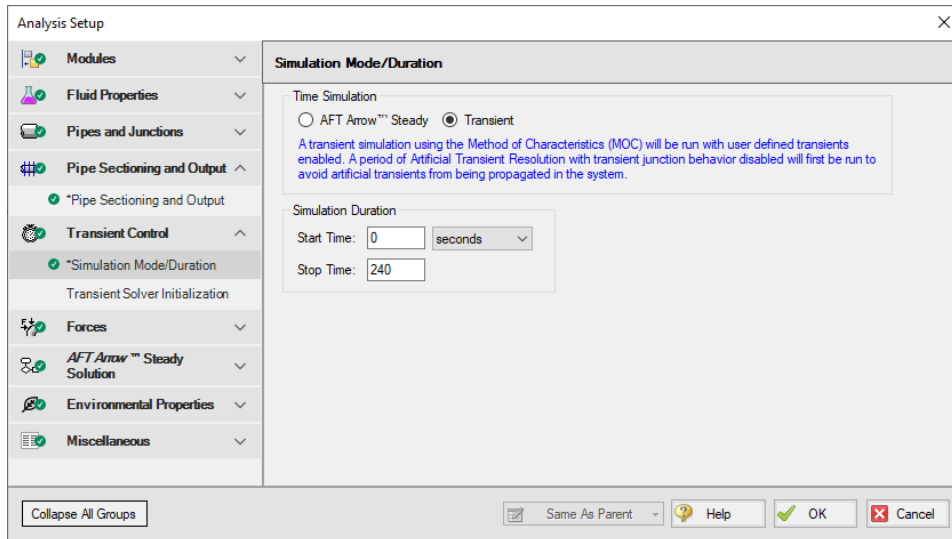 Analysis Setup
Modules
Fluid Properties
Pipes and Junctions
Pipe Sectioning and Output
*Pipe Sectioning and Output
Transient Control
*Simulation Mode/Duration
Transient Solver Initialization
Forces
AFT Arrow™ Steady
Solution
Environmental Properties
Miscellaneous
Simulation Mode/Duration
Time Simulation
AFT Arrow™ Steady Transient
A transient simulation using the Method of Characteristics (MOC) will be run with user defined transients
enabled. A period of Artificial Transient Resolution with transient junction behavior disabled will first be run to
avoid artificial transients from being propagated in the system.
Simulation Duration
Start Time: 0 seconds
Stop Time: 240
Collapse All Groups Same As Parent Help OK Cancel